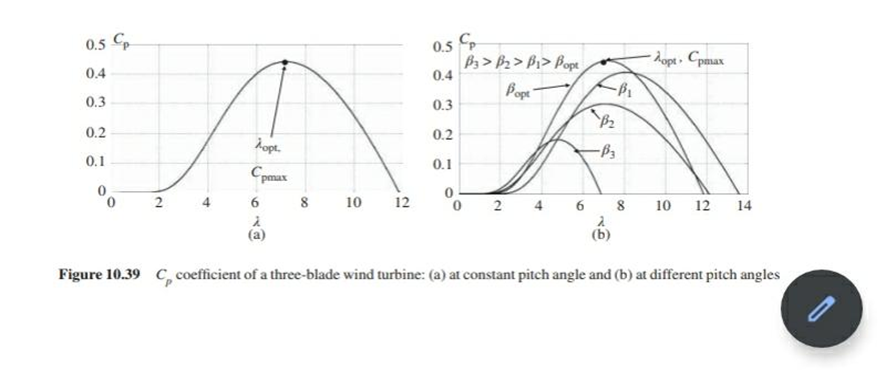 0.5 Cp
0.4
0.3
0.2
0.1
0
0 2 4 6 8 10 12
λopt.
Cpmax
λ
(a)
0.5 Cp
0.4
0.3
0.2
0.1
0
β3 > β2 > β1> βopt
λopt, Cpmax
βopt
β1
β2
β3
0 2 4 6 8 10 12 14
λ
(b)
Figure 10.39 Cp coefficient of a three-blade wind turbine: (a) at constant pitch angle and (b) at different pitch angles